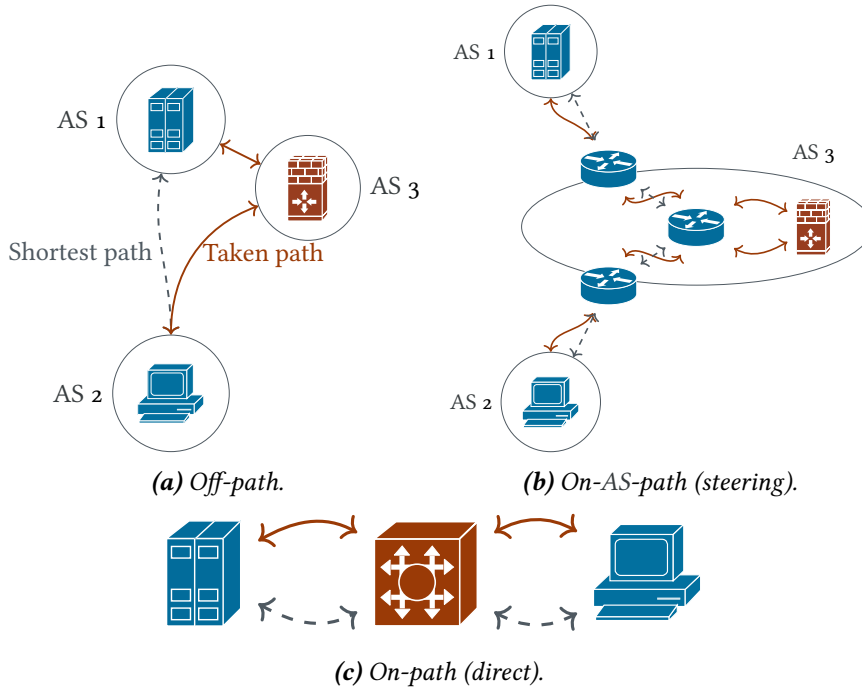 AS 1
AS 3
Shortest path
Taken path
AS 2
(a) Off-path.
AS 1
AS 3
AS 2
(b) On-AS-path (steering).
(c) On-path (direct).